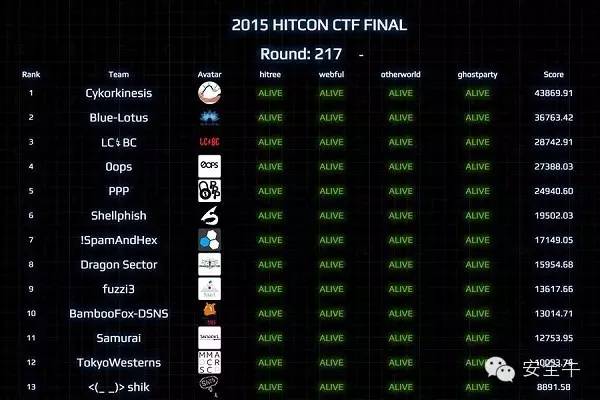 2015 HITCON CTF FINAL
Round: 217 -
Rank Team Avatar hitree webful otherworld ghostparty Score
1 Cykorkinesis ALIVE ALIVE ALIVE ALIVE 43869.91
2 Blue-Lotus ALIVE ALIVE ALIVE ALIVE 36763.42
3 LC↯BC LC↯BC ALIVE ALIVE ALIVE ALIVE 28742.91
4 0ops 0OPS ALIVE ALIVE ALIVE ALIVE 27388.03
5 PPP PPP ALIVE ALIVE ALIVE ALIVE 24940.60
6 Shellphish ALIVE ALIVE ALIVE ALIVE 19502.03
7 !SpamAndHex ALIVE ALIVE ALIVE ALIVE 17149.05
8 Dragon Sector ALIVE ALIVE ALIVE ALIVE 15954.68
9 fuzzi3 ALIVE ALIVE ALIVE ALIVE 13617.66
10 BambooFox-DSNS ALIVE ALIVE ALIVE ALIVE 13014.71
11 Samurai ALIVE ALIVE ALIVE ALIVE 12753.95
12 TokyoWesterns MMA CR SC ALIVE ALIVE ALIVE ALIVE
13 <(_ _)> shik ALIVE ALIVE ALIVE ALIVE 8891.58
安全牛